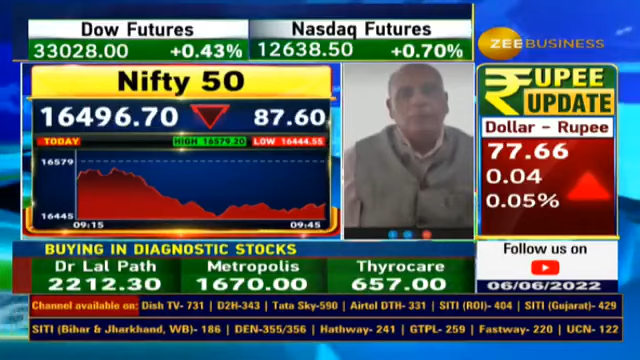 Dow Futures
33028.00 +0.43%
Nasdaq Futures
12638.50 +0.70%
ZEE BUSINESS
Nifty 50
16496.70 87.60
TODAY HIGH 16579.20 LOW 16444.55
16579
16445
09:15 09:45
RUPEE
UPDATE
Dollar - Rupee
77.66
0.04
0.05%
BUYING IN DIAGNOSTIC STOCKS
Dr Lal Path Metropolis Thyrocare
2212.30 1670.00 657.00
Follow us on
06/06/2022
Channel available on: Dish TV- 731 | D2H-343 | Tata Sky-590 | Airtel DTH- 331 | SITI (ROI)- 404 | SITI (Gujarat)- 429
SITI (Bihar & Jharkhand, WB)- 186 | DEN-355/356 | Hathway- 241 | GTPL- 259 | Fastway- 220 | UCN- 122